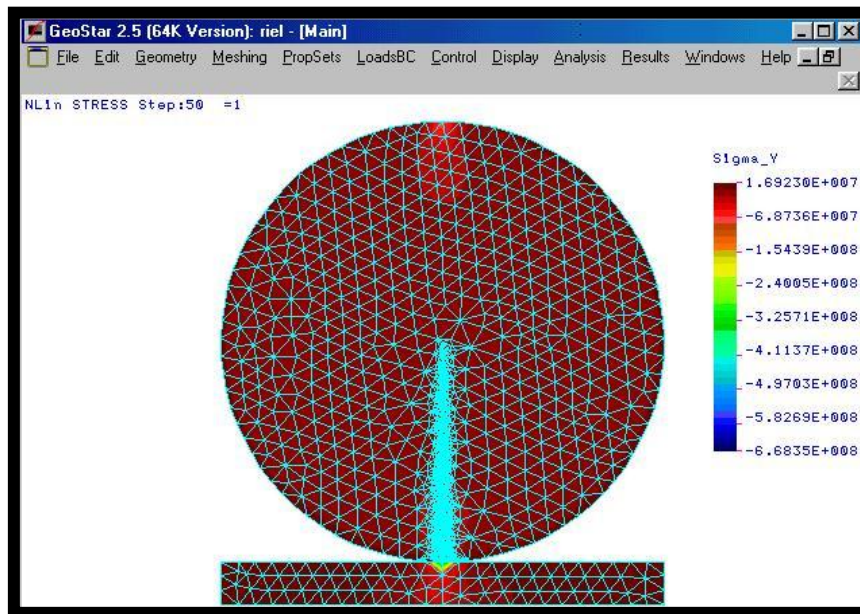 GeoStar 2.5 (64K Version): riel - [Main]
File Edit Geometry Meshing PropSets LoadsBC Control Display Analysis Results Windows Help
NLin STRESS Step:50 =1
Sigma_Y
1.69230E+007
-6.8736E+007
-1.5439E+008
-2.4005E+008
-3.2571E+008
-4.1137E+008
-4.9703E+008
-5.8269E+008
-6.6835E+008